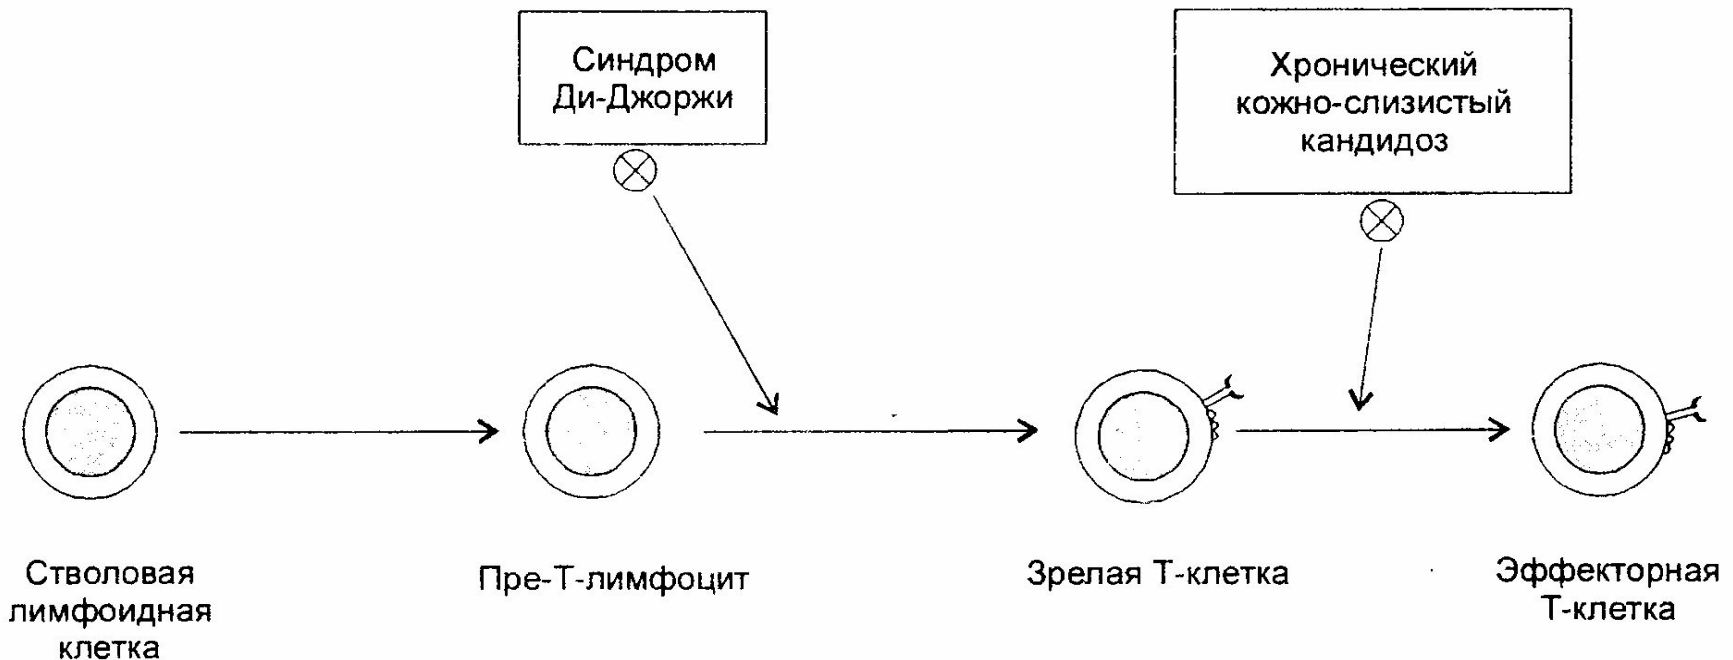 Синдром
Ди-Джоржи
Хронический
кожно-слизистый
кандидоз
Стволовая
лимфоидная
клетка
Пре-Т-лимфоцит
Зрелая Т-клетка
Эффекторная
Т-клетка